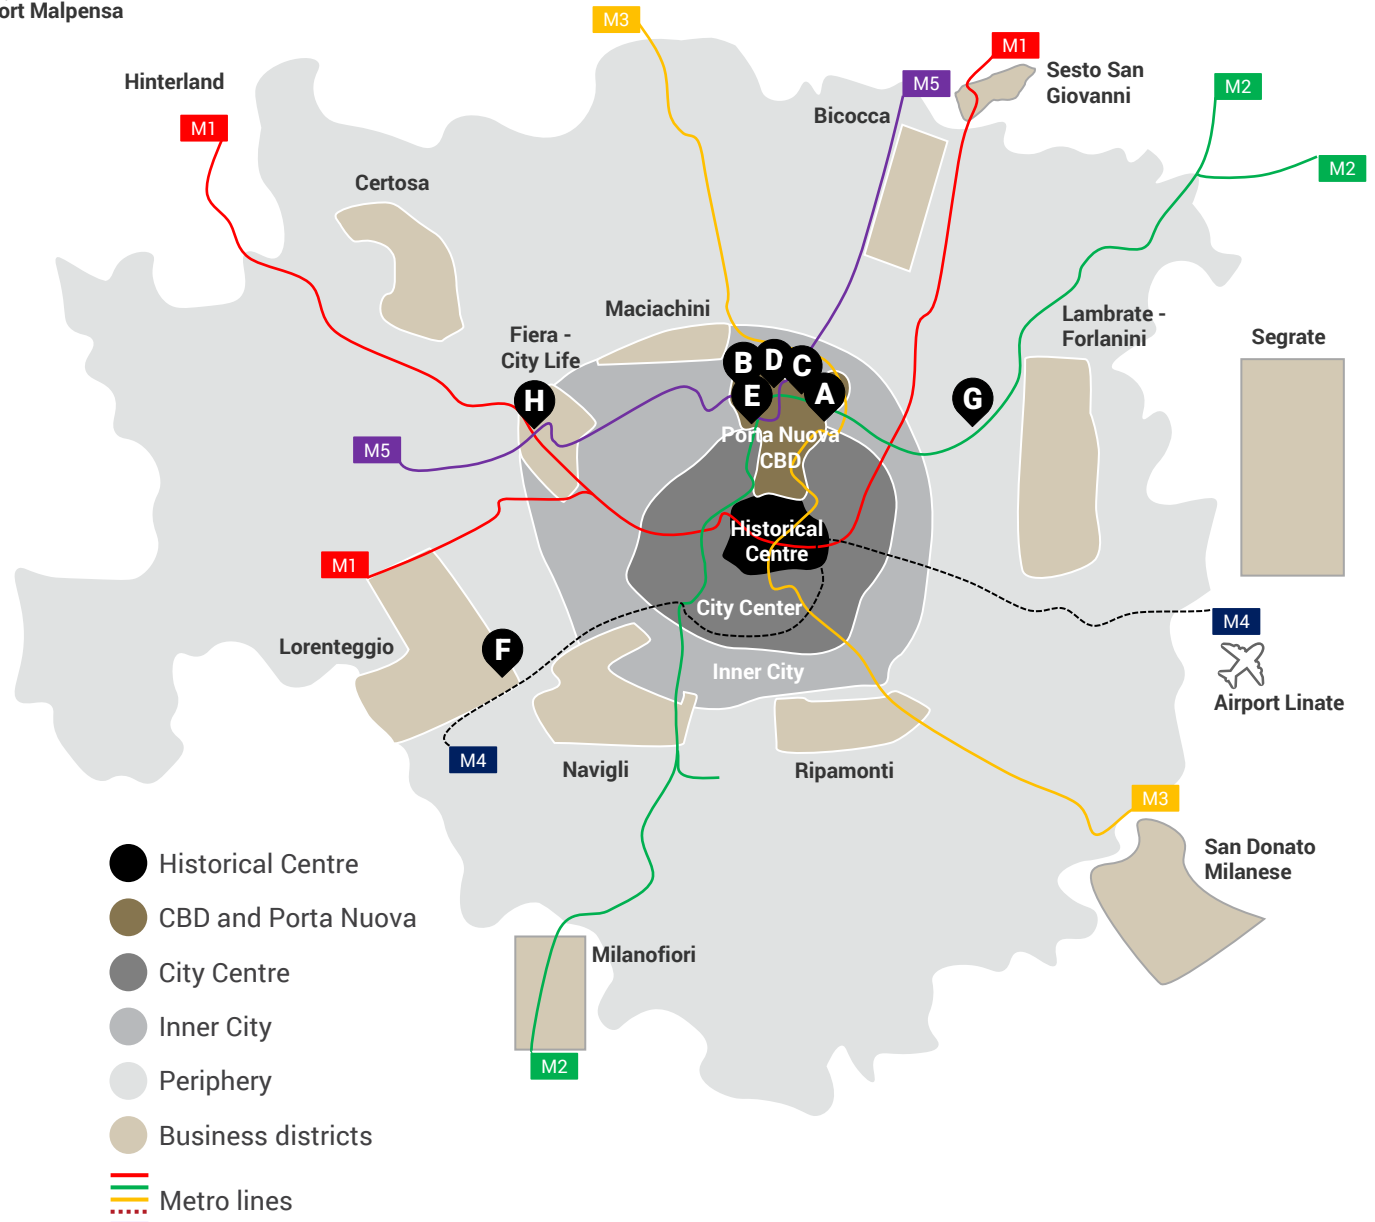 ort Malpensa
M3
M1
Sesto San
Giovanni
Hinterland
M5
M2
Bicocca
M1
M2
Certosa
Maciachini
Lambrate -
Forlanini
Fiera -
City Life
Segrate
B
D
C
H
E
A
G
Porta Nuova
CBD
M5
Historical
Centre
M1
City Center
M4
Lorenteggio
F
Inner City
Airport Linate
M4
Navigli
Ripamonti
M3
San Donato
Milanese
Milanofiori
M2
Historical Centre
CBD and Porta Nuova
City Centre
Inner City
Periphery
Business districts
Metro lines